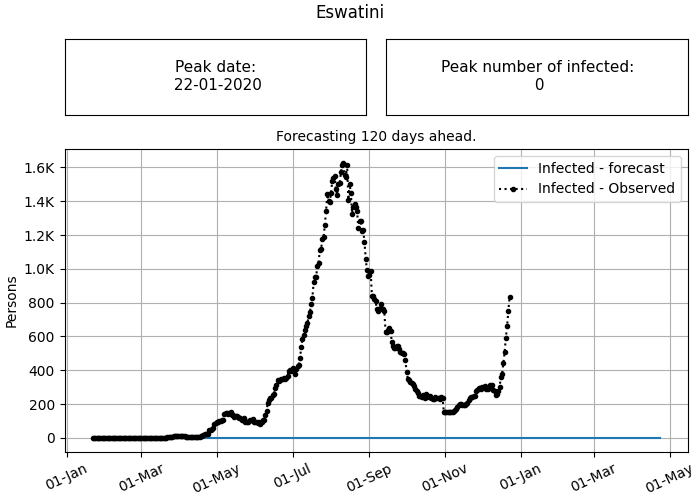 Eswatini
Peak date:
22-01-2020
Peak number of infected:
0
Forecasting 120 days ahead.
Infected - forecast
Infected - Observed
Persons
1.6K
1.4K
1.2K
1.0K
800
600
400
200
0
01-Jan
01-Mar
01-May
01-Jul
01-Sep
01-Nov
01-Jan
01-Mar
01-May